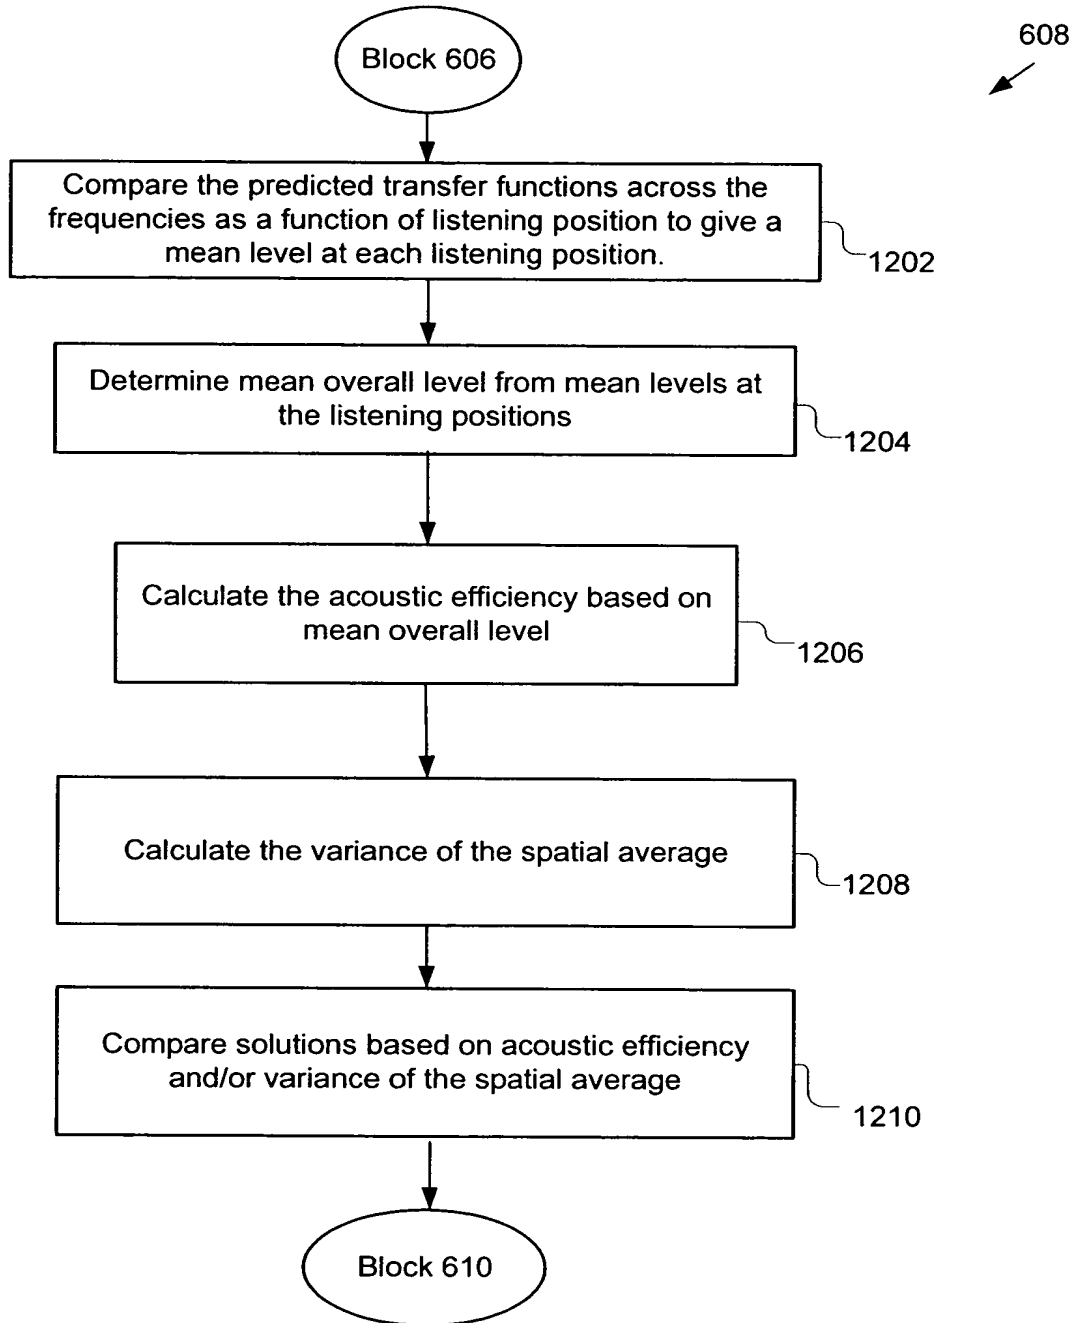 Block 606
608
Compare the predicted transfer functions across the
frequencies as a function of listening position to give a
mean level at each listening position.
1202
Determine mean overall level from mean levels at
the listening positions
1204
Calculate the acoustic efficiency based on
mean overall level
1206
Calculate the variance of the spatial average
1208
Compare solutions based on acoustic efficiency
and/or variance of the spatial average
1210
Block 610